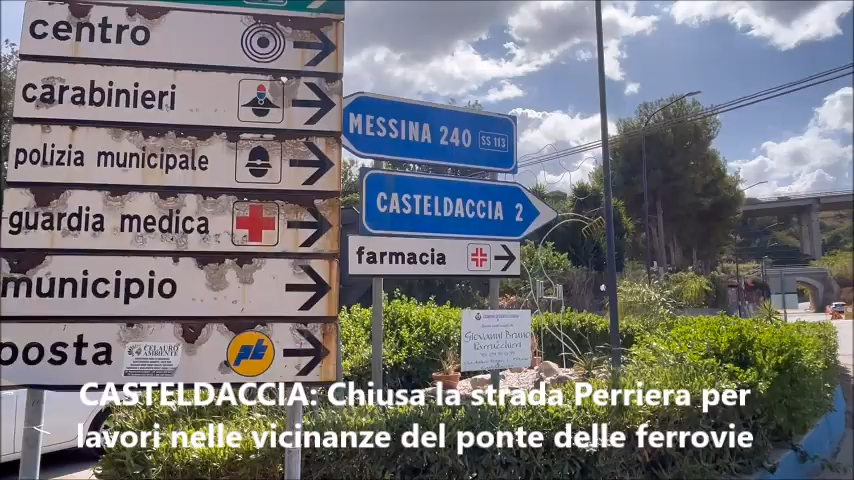 centro
carabinieri
polizia municipale
guardia medica
municipio
posta
CELAURO
AMBIENTE
pt
MESSINA 240 SS 113
CASTELDACCIA 2
farmacia
Giovanni Bruno
Parrucchieri
CASTELDACCIA: Chiusa la strada Perriera per
lavori nelle vicinanze del ponte delle ferrovie